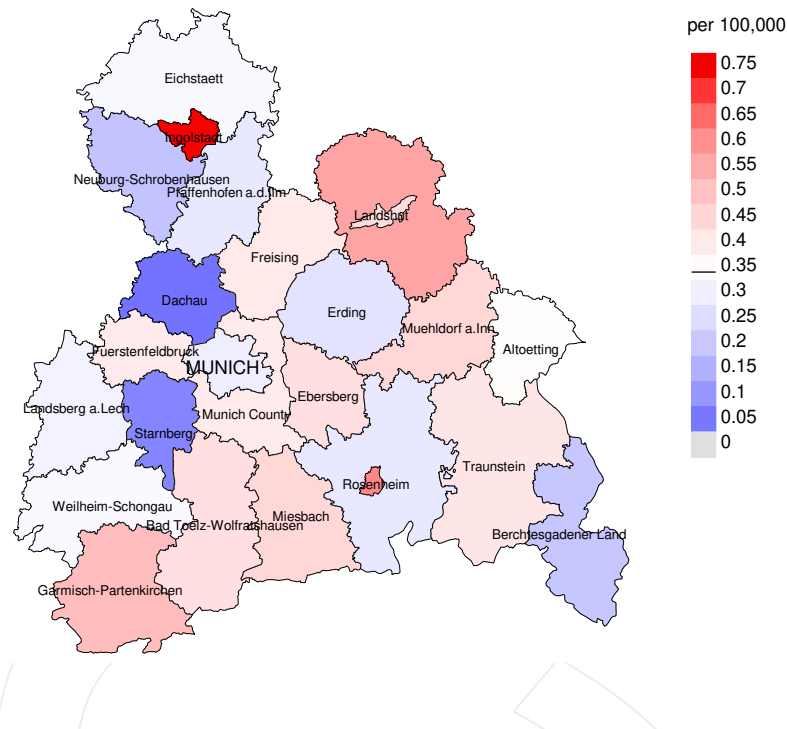 per 100,000
0.75
0.7
0.65
0.6
0.55
0.5
0.45
0.4
0.35
0.3
0.25
0.2
0.15
0.1
0.05
0
Eichstaett
Ingolstadt
Neuburg-Schrobenhausen
Pfaffenhofen a.d.Ilm
Landshut
Freising
Dachau
Erding
Muehldorf a.Inn
Altoetting
Fuerstenfeldbruck
MUNICH
Ebersberg
Landsberg a.Lech
Munich County
Starnberg
Traunstein
Rosenheim
Weilheim-Schongau
Miesbach
Bad Toelz-Wolfratshausen
Berchtesgadener Land
Garmisch-Partenkirchen